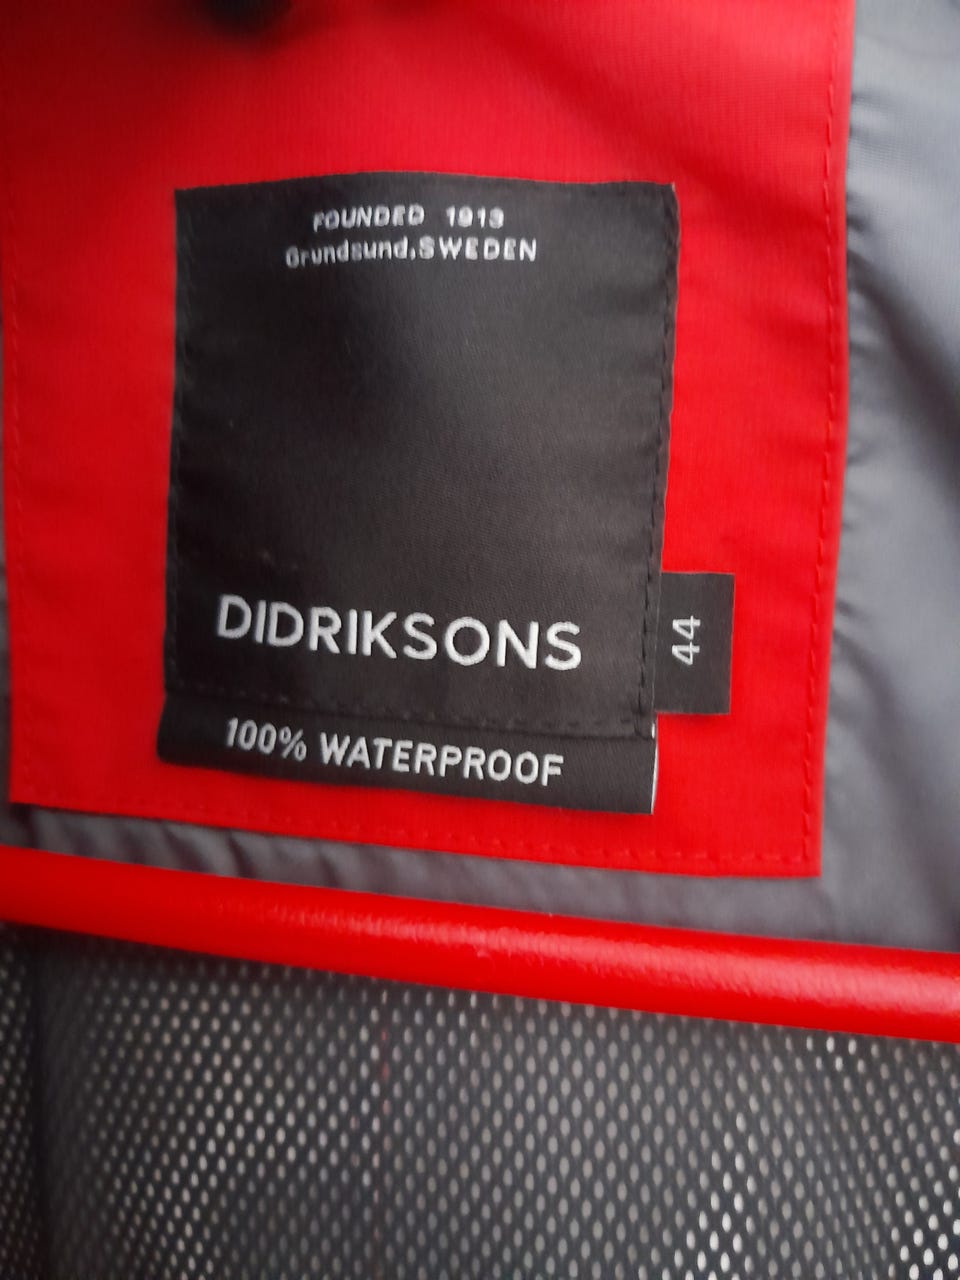 FOUNDED 1913
Grundsund,SWEDEN
DIDRIKSONS
44
100% WATERPROOF